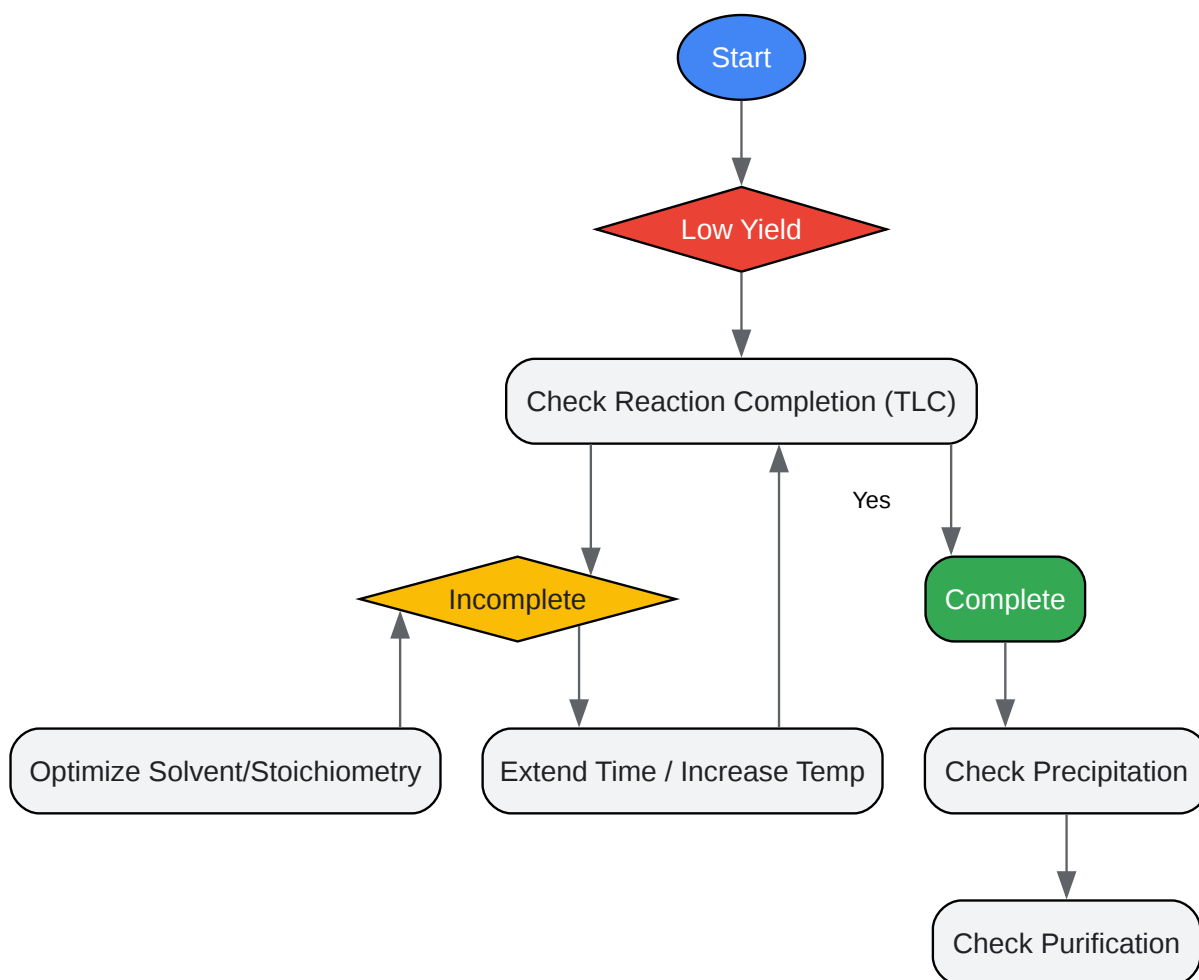 Start
Low Yield
Check Reaction Completion (TLC)
Yes
Incomplete
Complete
Optimize Solvent/Stoichiometry
Extend Time / Increase Temp
Check Precipitation
Check Purification